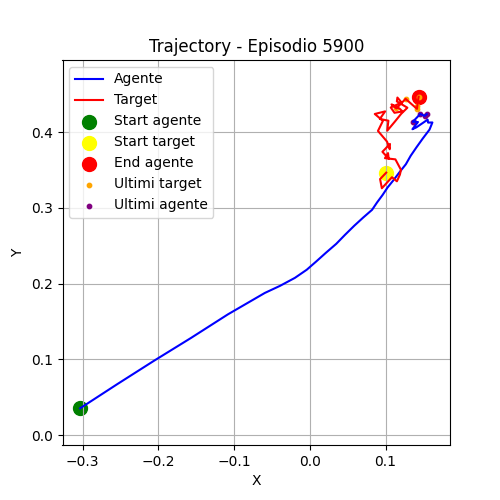 Trajectory - Episodio 5900
Agente
Target
Start agente
Start target
End agente
Ultimi target
Ultimi agente
Y
0.4
0.3
0.2
0.1
0.0
−0.3
−0.2
−0.1
0.0
0.1
X